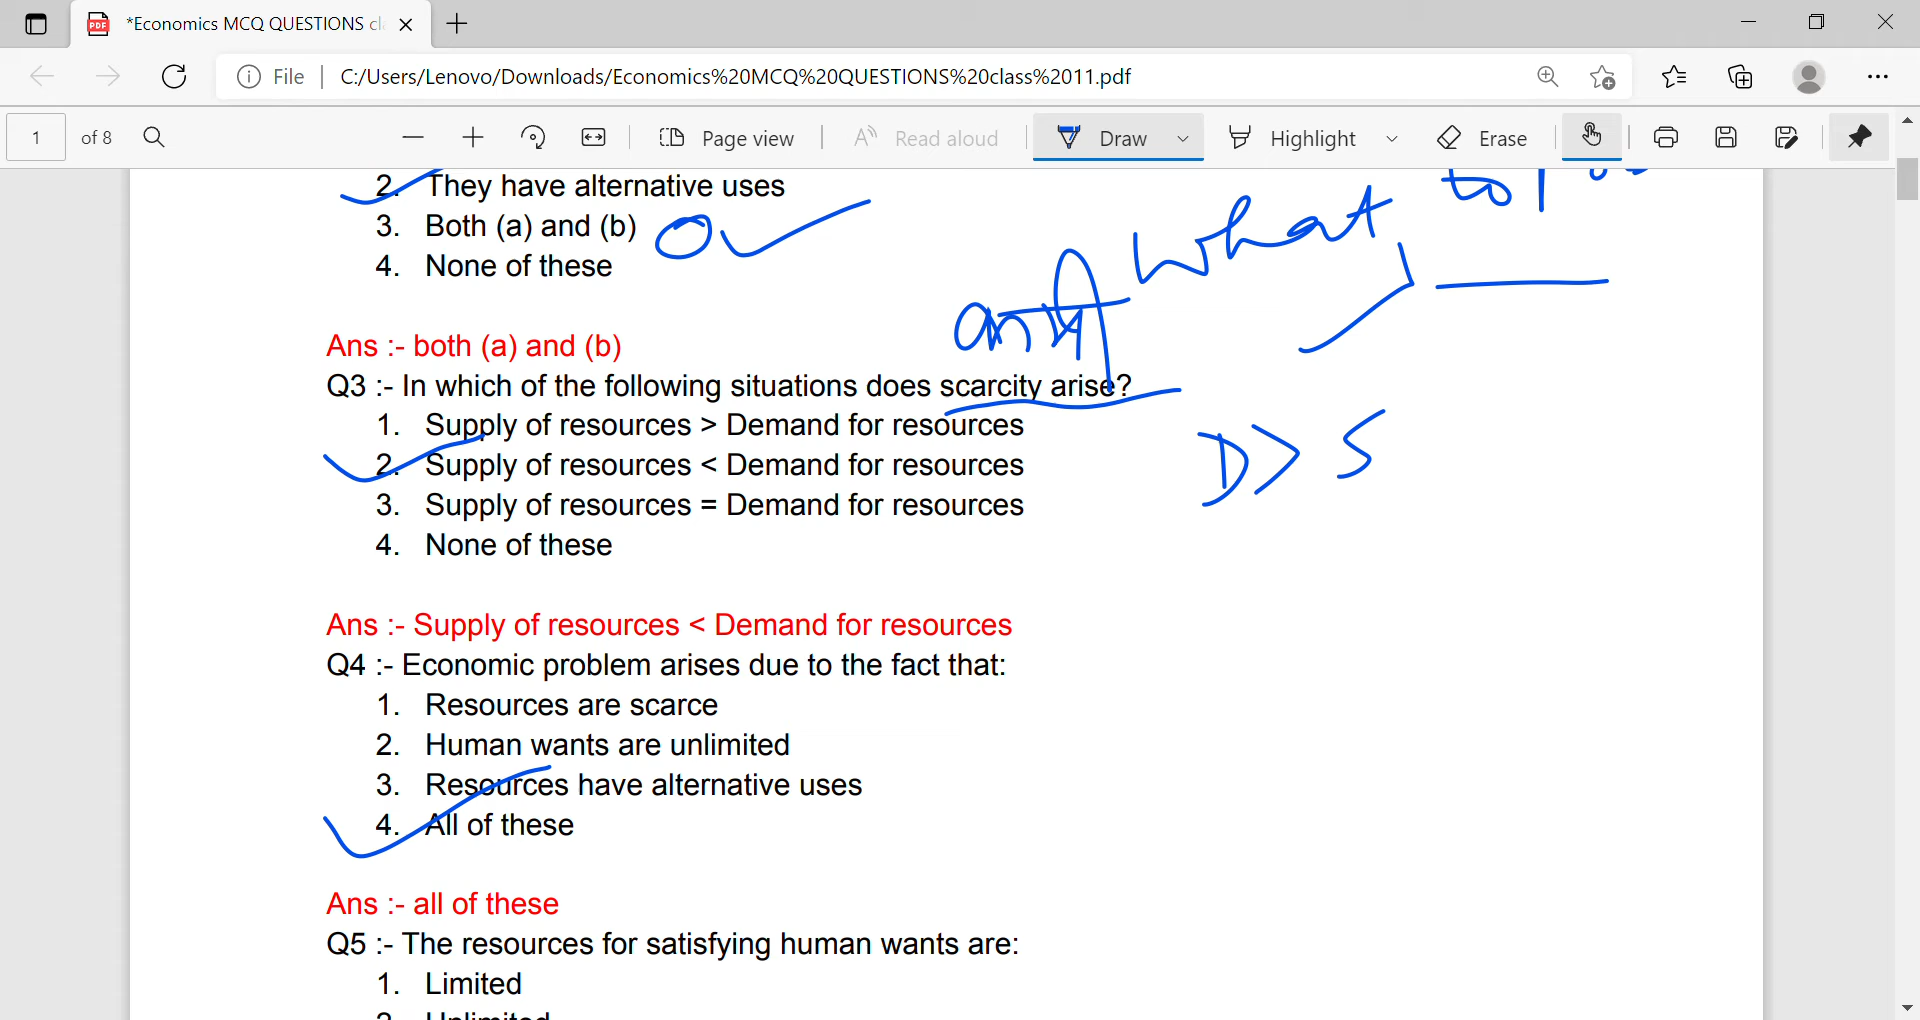 *Economics MCQ QUESTIONS cl
File C:/Users/Lenovo/Downloads/Economics%20MCQ%20QUESTIONS%20class%2011.pdf
1 of 8 Page view Read aloud Draw Highlight Erase
2. They have alternative uses
3. Both (a) and (b)
4. None of these
what to
Ans :- both (a) and (b)
Q3 :- In which of the following situations does scarcity arise?
1. Supply of resources > Demand for resources
2. Supply of resources < Demand for resources
D > S
3. Supply of resources = Demand for resources
4. None of these
Ans :- Supply of resources < Demand for resources
Q4 :- Economic problem arises due to the fact that:
1. Resources are scarce
2. Human wants are unlimited
3. Resources have alternative uses
4. All of these
Ans :- all of these
Q5 :- The resources for satisfying human wants are:
1. Limited